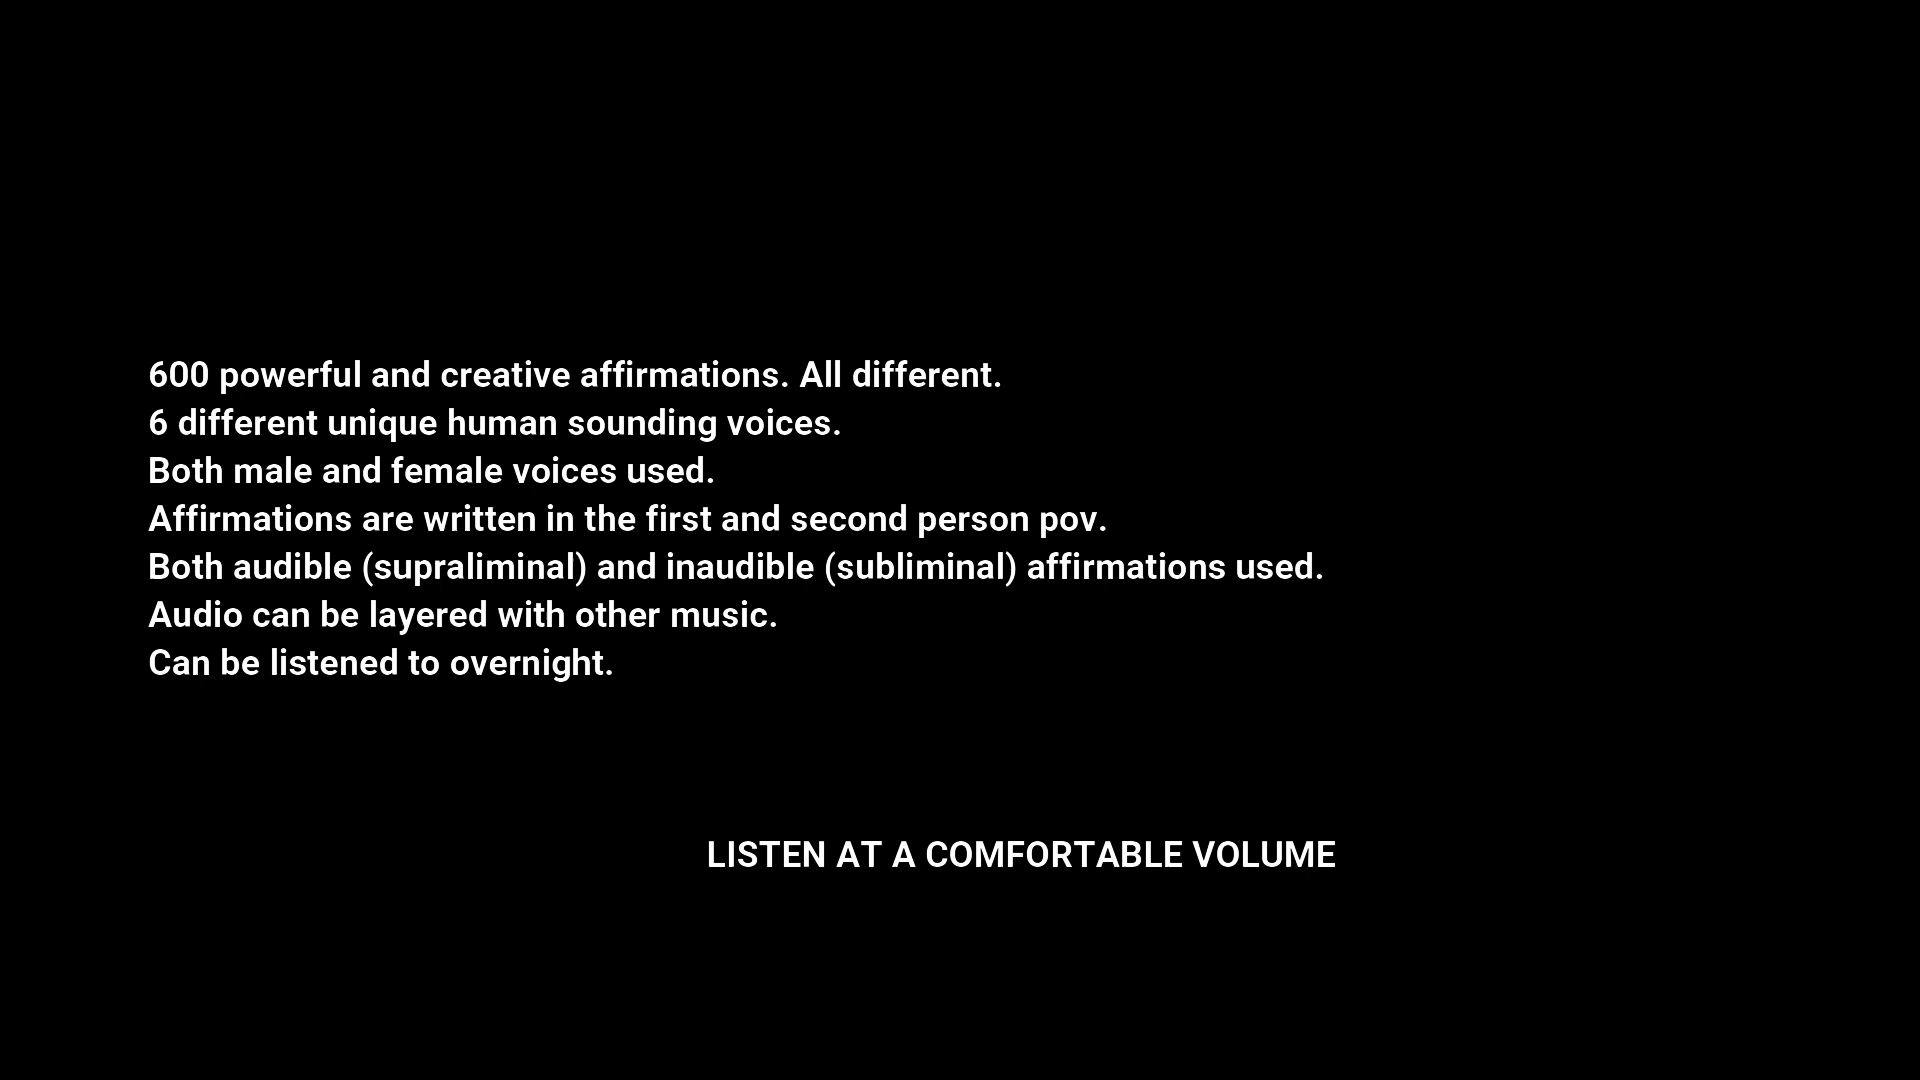 600 powerful and creative affirmations. All different.
6 different unique human sounding voices.
Both male and female voices used.
Affirmations are written in the first and second person pov.
Both audible (supraliminal) and inaudible (subliminal) affirmations used.
Audio can be layered with other music.
Can be listened to overnight.
LISTEN AT A COMFORTABLE VOLUME